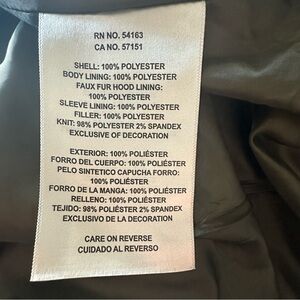 RN NO. 54163
CA NO. 57151
SHELL: 100% POLYESTER
BODY LINING: 100% POLYESTER
FAUX FUR HOOD LINING:
100% POLYESTER
SLEEVE LINING: 100% POLYESTER
FILLER: 100% POLYESTER
KNIT: 98% POLYESTER 2% SPANDEX
EXCLUSIVE OF DECORATION
EXTERIOR: 100% POLIÉSTER
FORRO DEL CUERPO: 100% POLIÉSTER
PELO SINTETICO CAPUCHA FORRO:
100% POLIÉSTER
FORRO DE LA MANGA: 100% POLIÉSTER
RELLENO: 100% POLIÉSTER
TEJIDO: 98% POLIÉSTER 2% SPANDEX
EXCLUSIVO DE LA DECORATION
CARE ON REVERSE
CUIDADO AL REVERSO